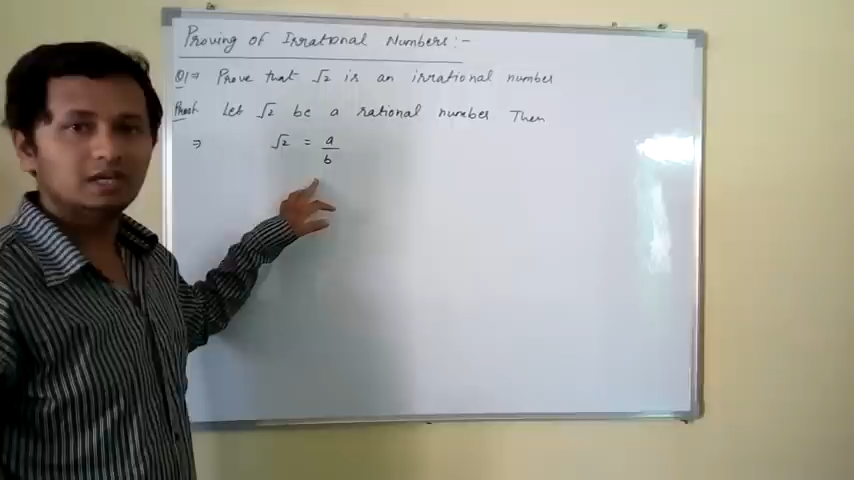 Proving of Irrational Numbers:-
Q1⇒ Prove that √2 is an irrational number
Proof Let √2 be a rational number Then
⇒ √2 = a/b